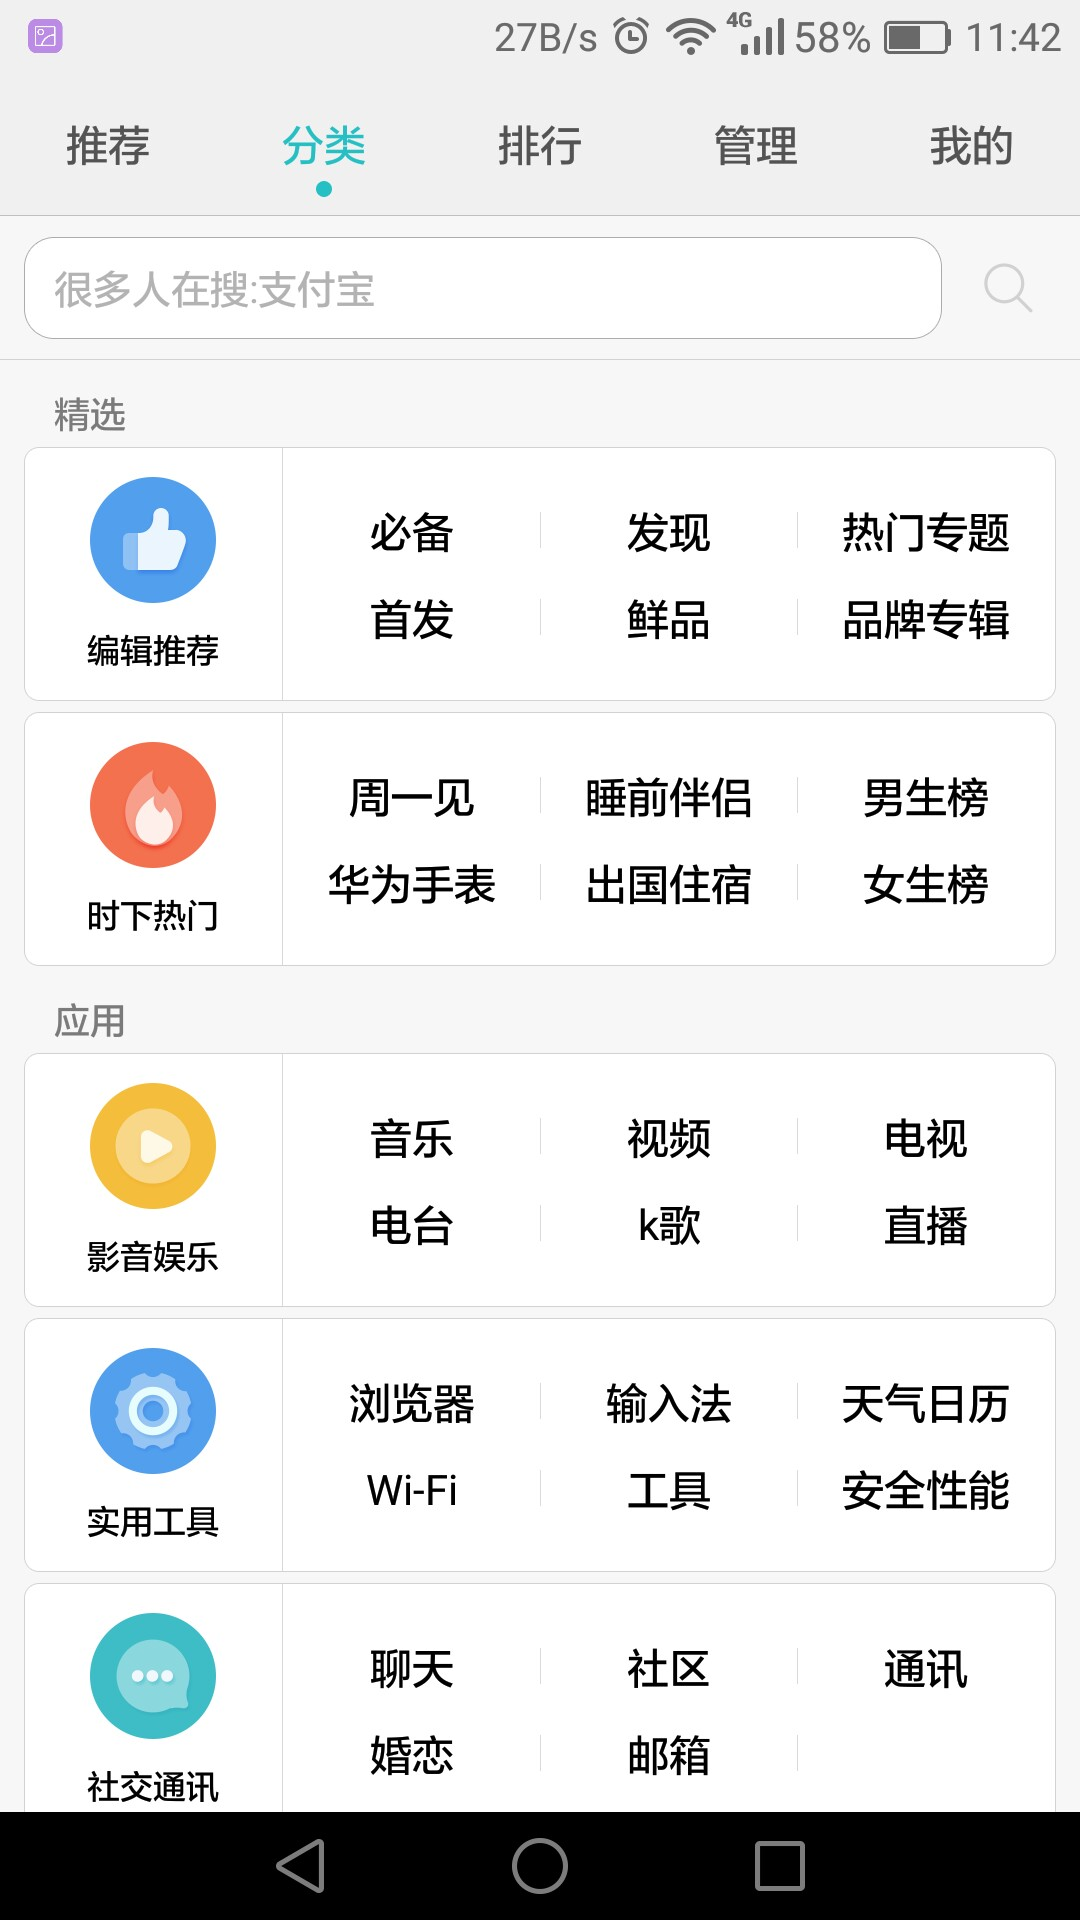 27B/s 4G 58% 11:42
推荐 分类 排行 管理 我的
很多人在搜:支付宝
精选
编辑推荐
必备 发现 热门专题
首发 鲜品 品牌专辑
时下热门
周一见 睡前伴侣 男生榜
华为手表 出国住宿 女生榜
应用
影音娱乐
音乐 视频 电视
电台 k歌 直播
实用工具
浏览器 输入法 天气日历
Wi-Fi 工具 安全性能
社交通讯
聊天 社区 通讯
婚恋 邮箱